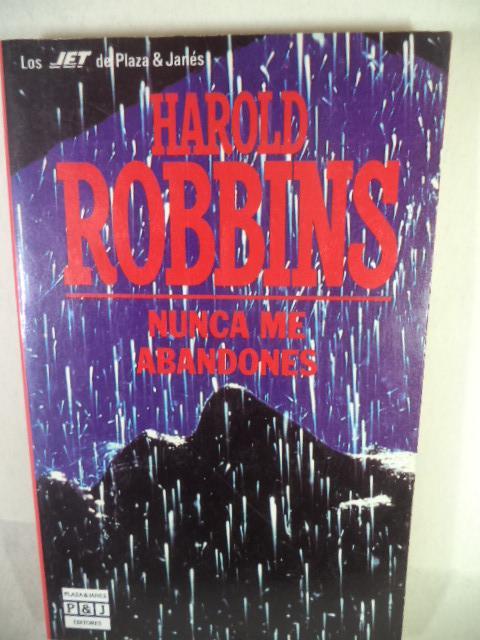 Los JET de Plaza & Janés
HAROLD
ROBBINS
NUNCA ME
ABANDONES
PLAZA & JANES
P & J
EDITORES